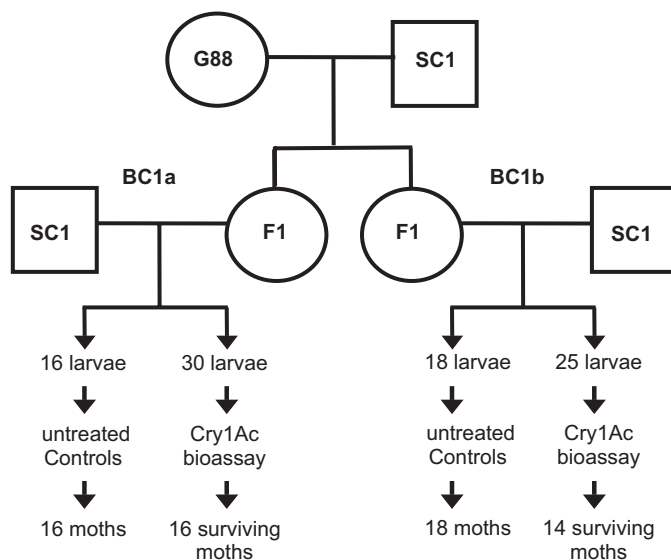 G88
SC1
BC1a
BC1b
SC1
F1
F1
SC1
16 larvae
30 larvae
18 larvae
25 larvae
untreated
Controls
Cry1Ac
bioassay
untreated
Controls
Cry1Ac
bioassay
16 moths
16 surviving
moths
18 moths
14 surviving
moths